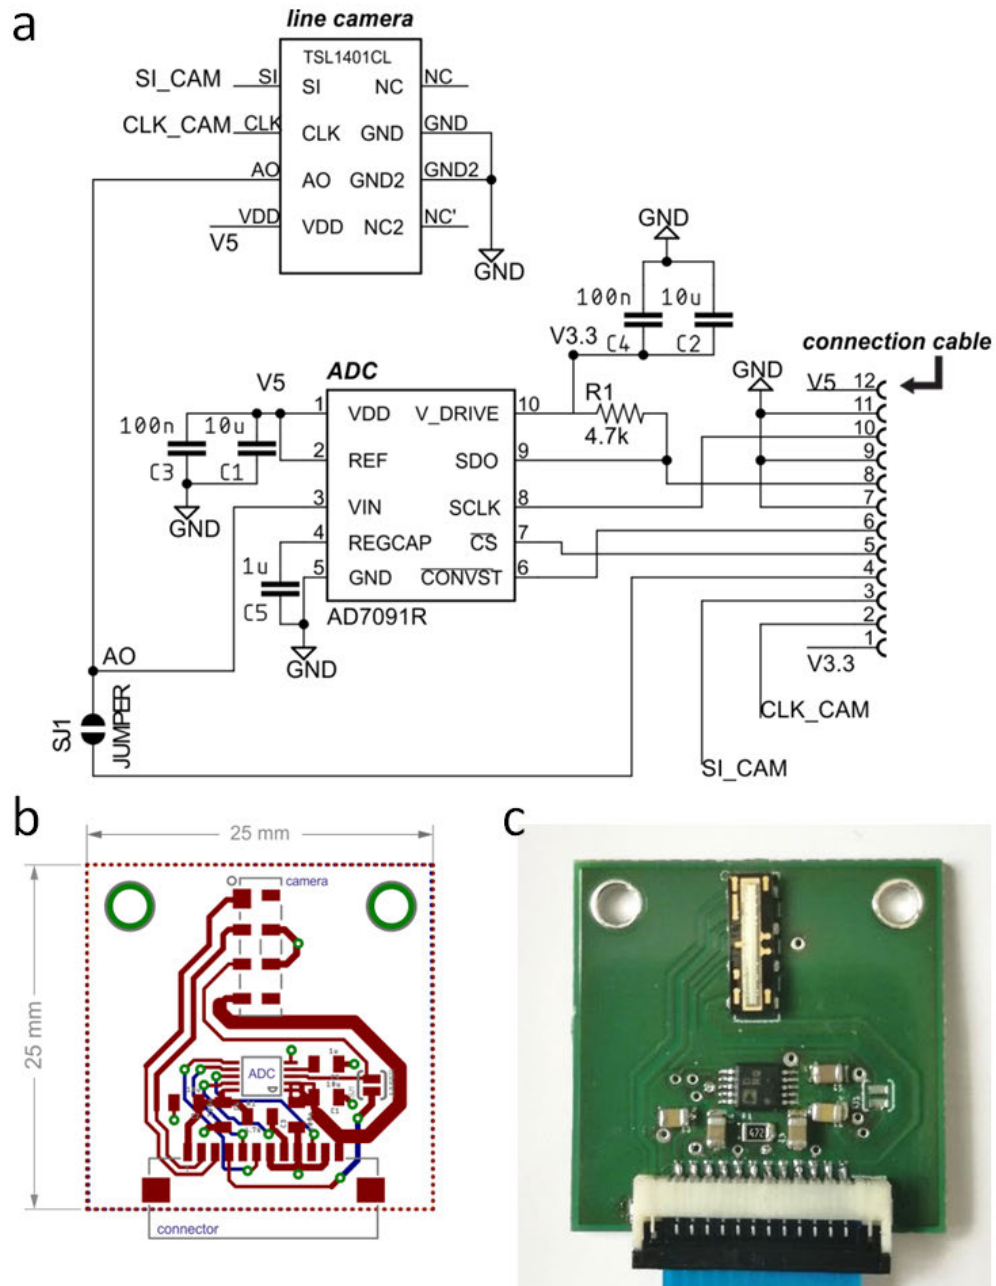 a
line camera
TSL1401CL
SI_CAM SI SI NC NC
CLK_CAM CLK CLK GND GND
AO AO GND2 GND2
VDD VDD NC2 NC'
V5
GND
GND
100n 10u
V3.3 C4 C2
connection cable
ADC
V5
GND
V5 12
11
10
9
8
7
6
5
4
3
2
1
V3.3
R1
4.7k
100n 10u
C3 C1
GND
1 VDD V_DRIVE 10
2 REF SDO 9
3 VIN SCLK 8
4 REGCAP CS 7
5 GND CONVST 6
1u
C5
AD7091R
GND
AO
SJ1
JUMPER
CLK_CAM
SI_CAM
b
25 mm
25 mm
camera
ADC
1u
10u
C1
connector
c
472